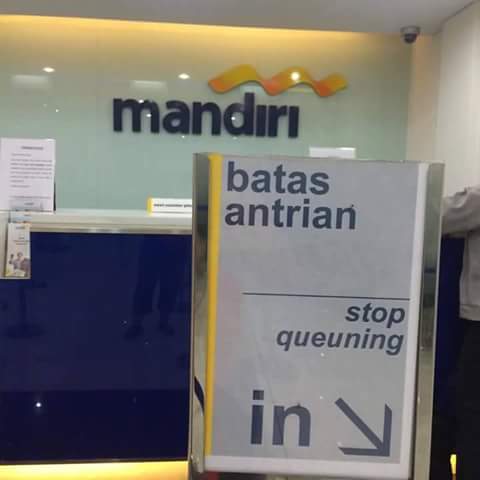 mandiri
batas
antrian
stop
queuning
in